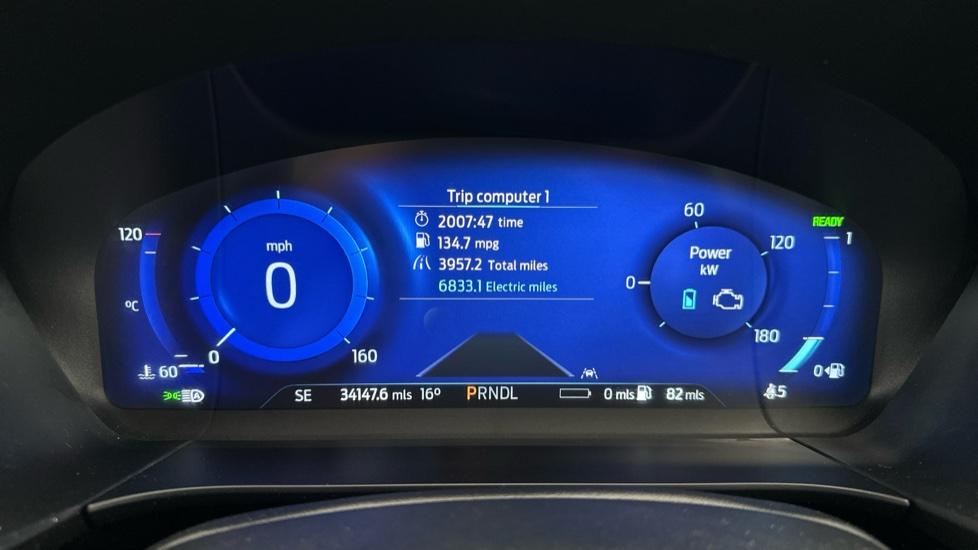 Trip computer 1
2007:47 time
134.7 mpg
3957.2 Total miles
6833.1 Electric miles
120
°C
60
mph
0
0
160
60
120
Power
kW
0
180
READY
1
0
5
SE 34147.6 mls 16° PRNDL 0 mls 82 mls